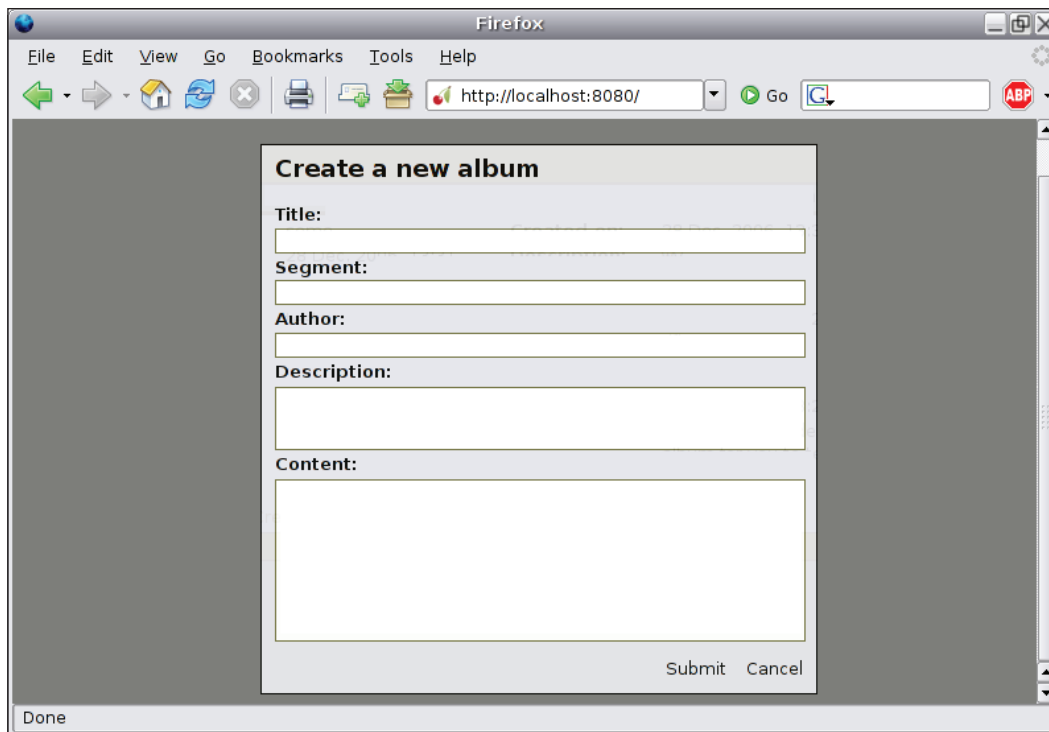 Firefox
File Edit View Go Bookmarks Tools Help
http://localhost:8080/ Go G ABP
Create a new album
Title:
Segment:
Author:
Description:
Content:
Submit Cancel
Done